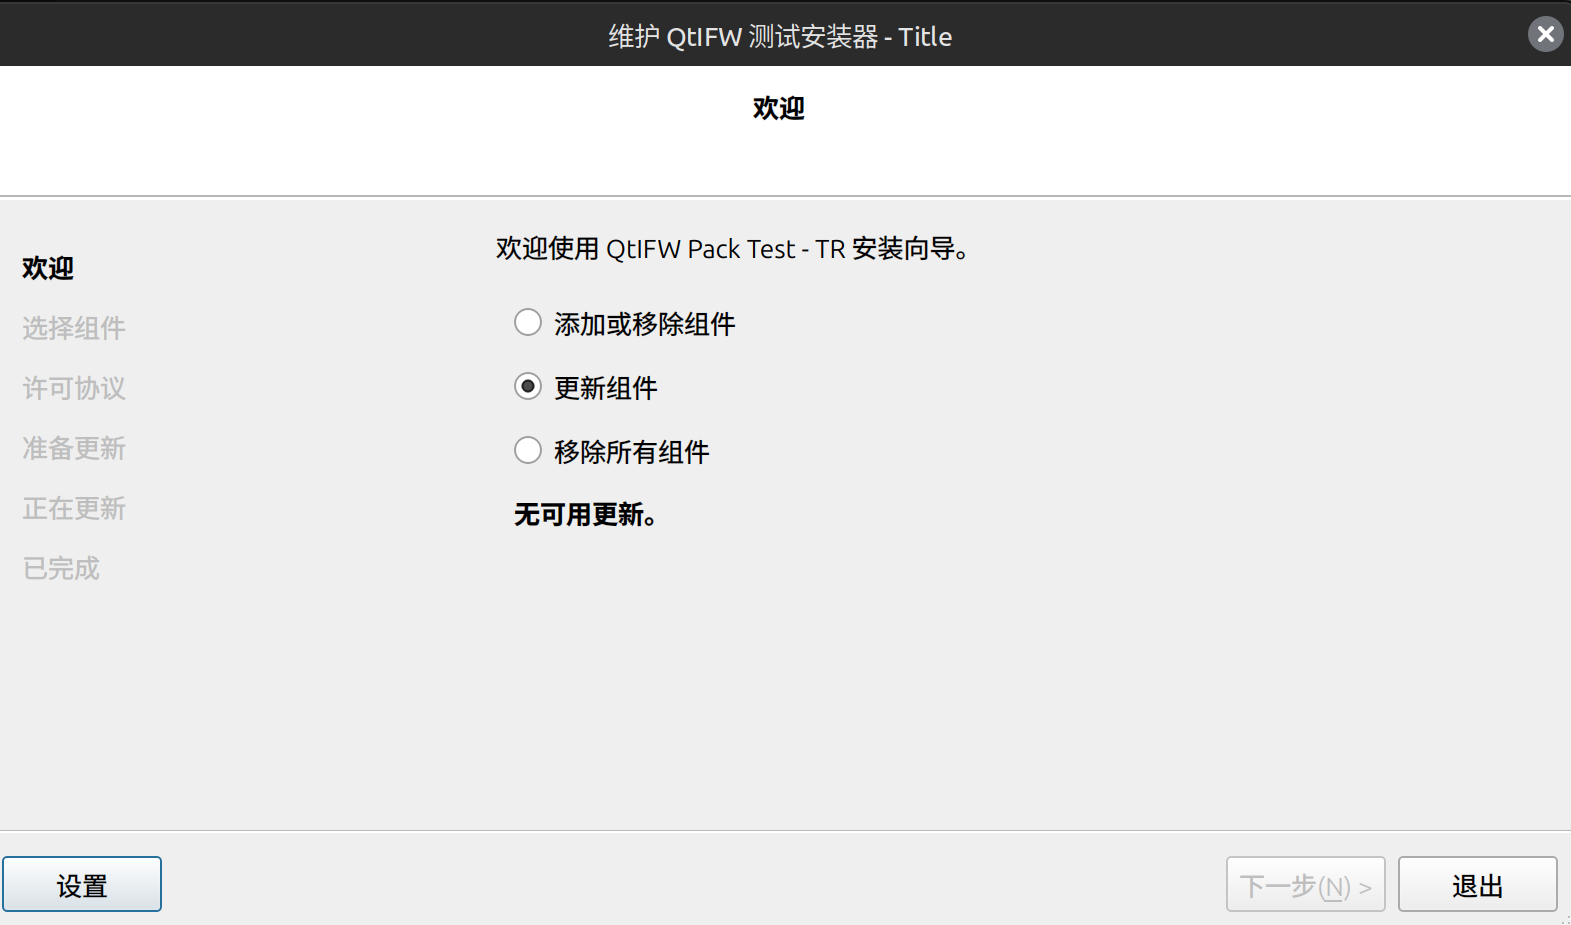 维护 QtIFW 测试安装器 - Title
欢迎
欢迎
选择组件
许可协议
准备更新
正在更新
已完成
欢迎使用 QtIFW Pack Test - TR 安装向导。
添加或移除组件
更新组件
移除所有组件
无可用更新。
设置
下一步(N) >
退出